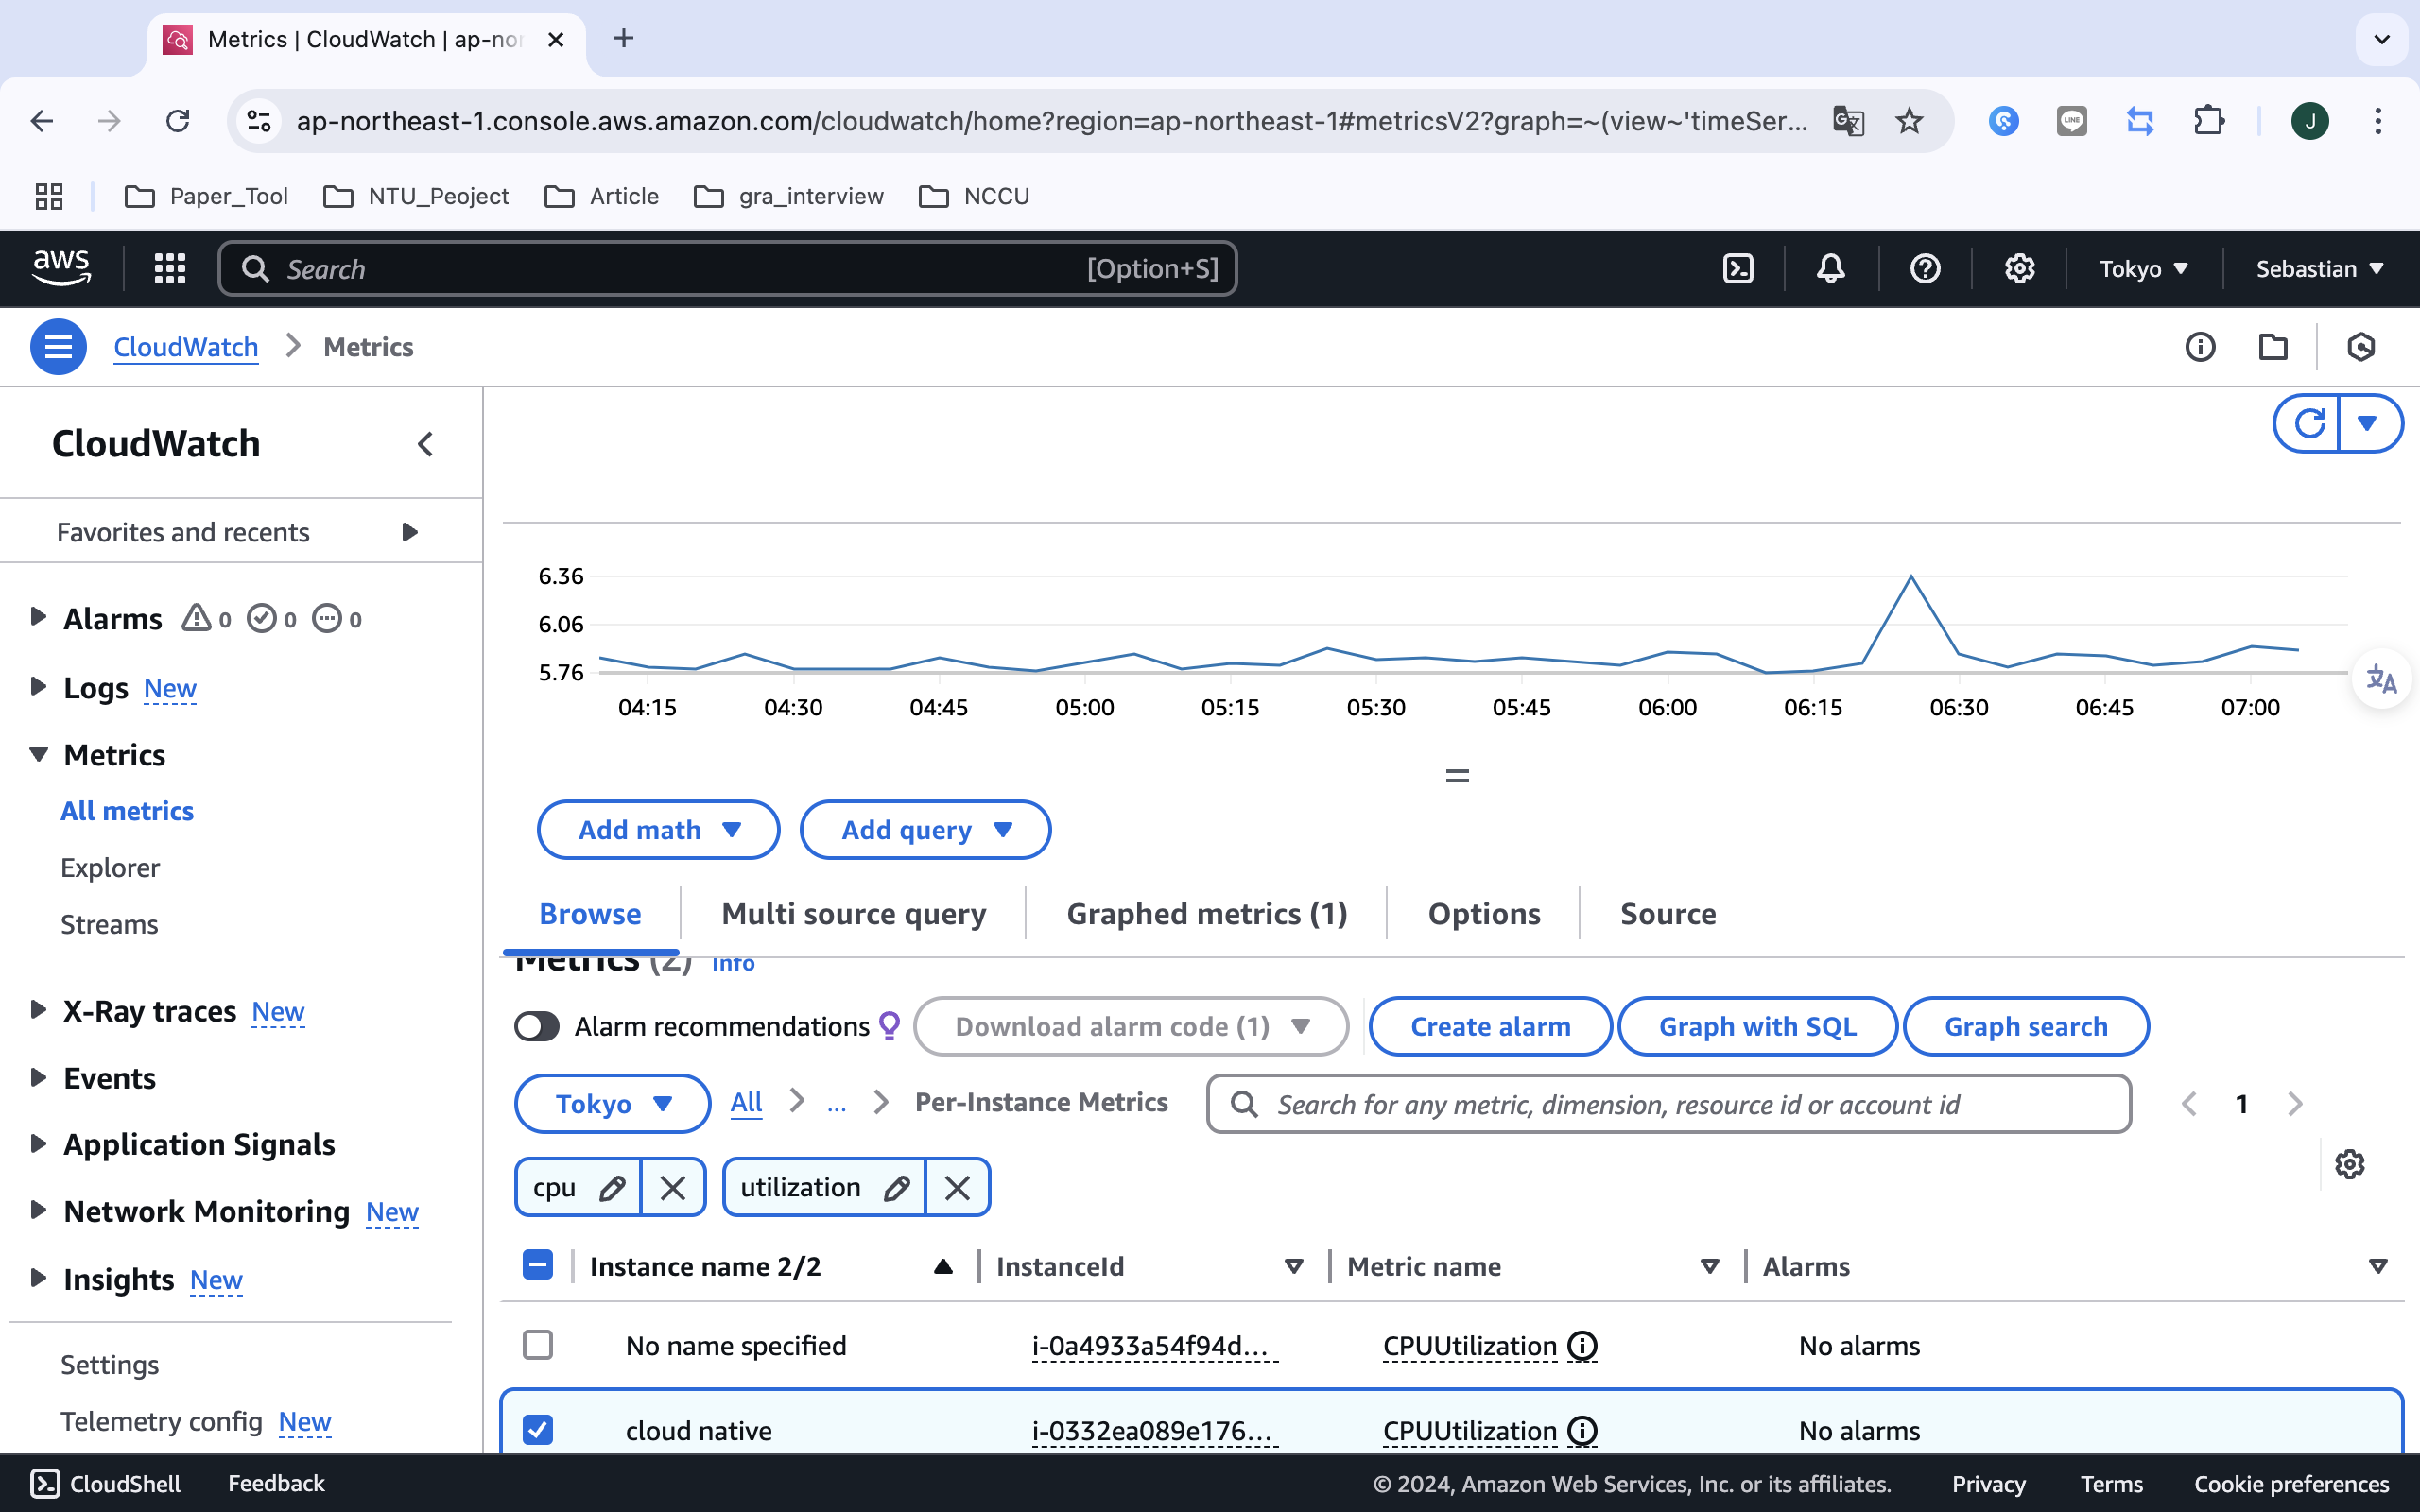 Metrics | CloudWatch | ap-nor
ap-northeast-1.console.aws.amazon.com/cloudwatch/home?region=ap-northeast-1#metricsV2?graph=~(view~'timeSer...
LINE
J
Paper_Tool NTU_Peoject Article gra_interview NCCU
aws Search [Option+S] Tokyo Sebastian
CloudWatch > Metrics
CloudWatch
Favorites and recents
Alarms 0 0 0
Logs New
Metrics
All metrics
Explorer
Streams
X-Ray traces New
Events
Application Signals
Network Monitoring New
Insights New
Settings
Telemetry config New
6.36
6.06
5.76
04:15 04:30 04:45 05:00 05:15 05:30 05:45 06:00 06:15 06:30 06:45 07:00
Add math Add query
Browse Multi source query Graphed metrics (1) Options Source
Metrics (2) Info
Alarm recommendations Download alarm code (1) Create alarm Graph with SQL Graph search
Tokyo All > ... > Per-Instance Metrics Search for any metric, dimension, resource id or account id 1
cpu utilization
Instance name 2/2 InstanceId Metric name Alarms
No name specified i-0a4933a54f94d... CPUUtilization No alarms
cloud native i-0332ea089e176... CPUUtilization No alarms
CloudShell Feedback © 2024, Amazon Web Services, Inc. or its affiliates. Privacy Terms Cookie preferences